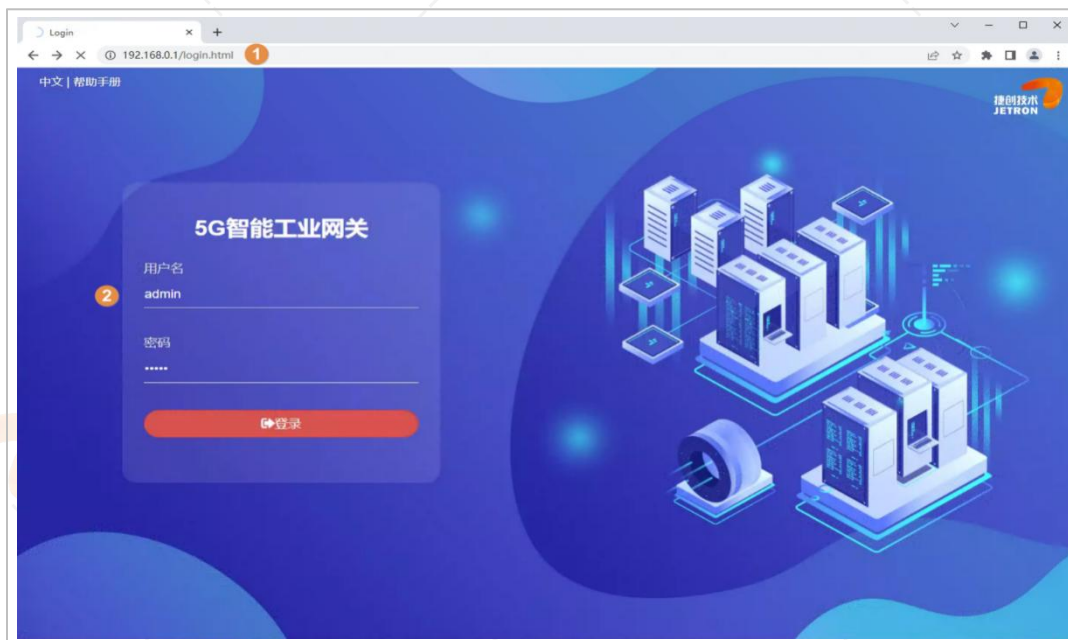 Login
192.168.0.1/login.html
1
中文 | 帮助手册
捷创技术
JETRON
5G智能工业网关
用户名
2
admin
密码
•••••
登录